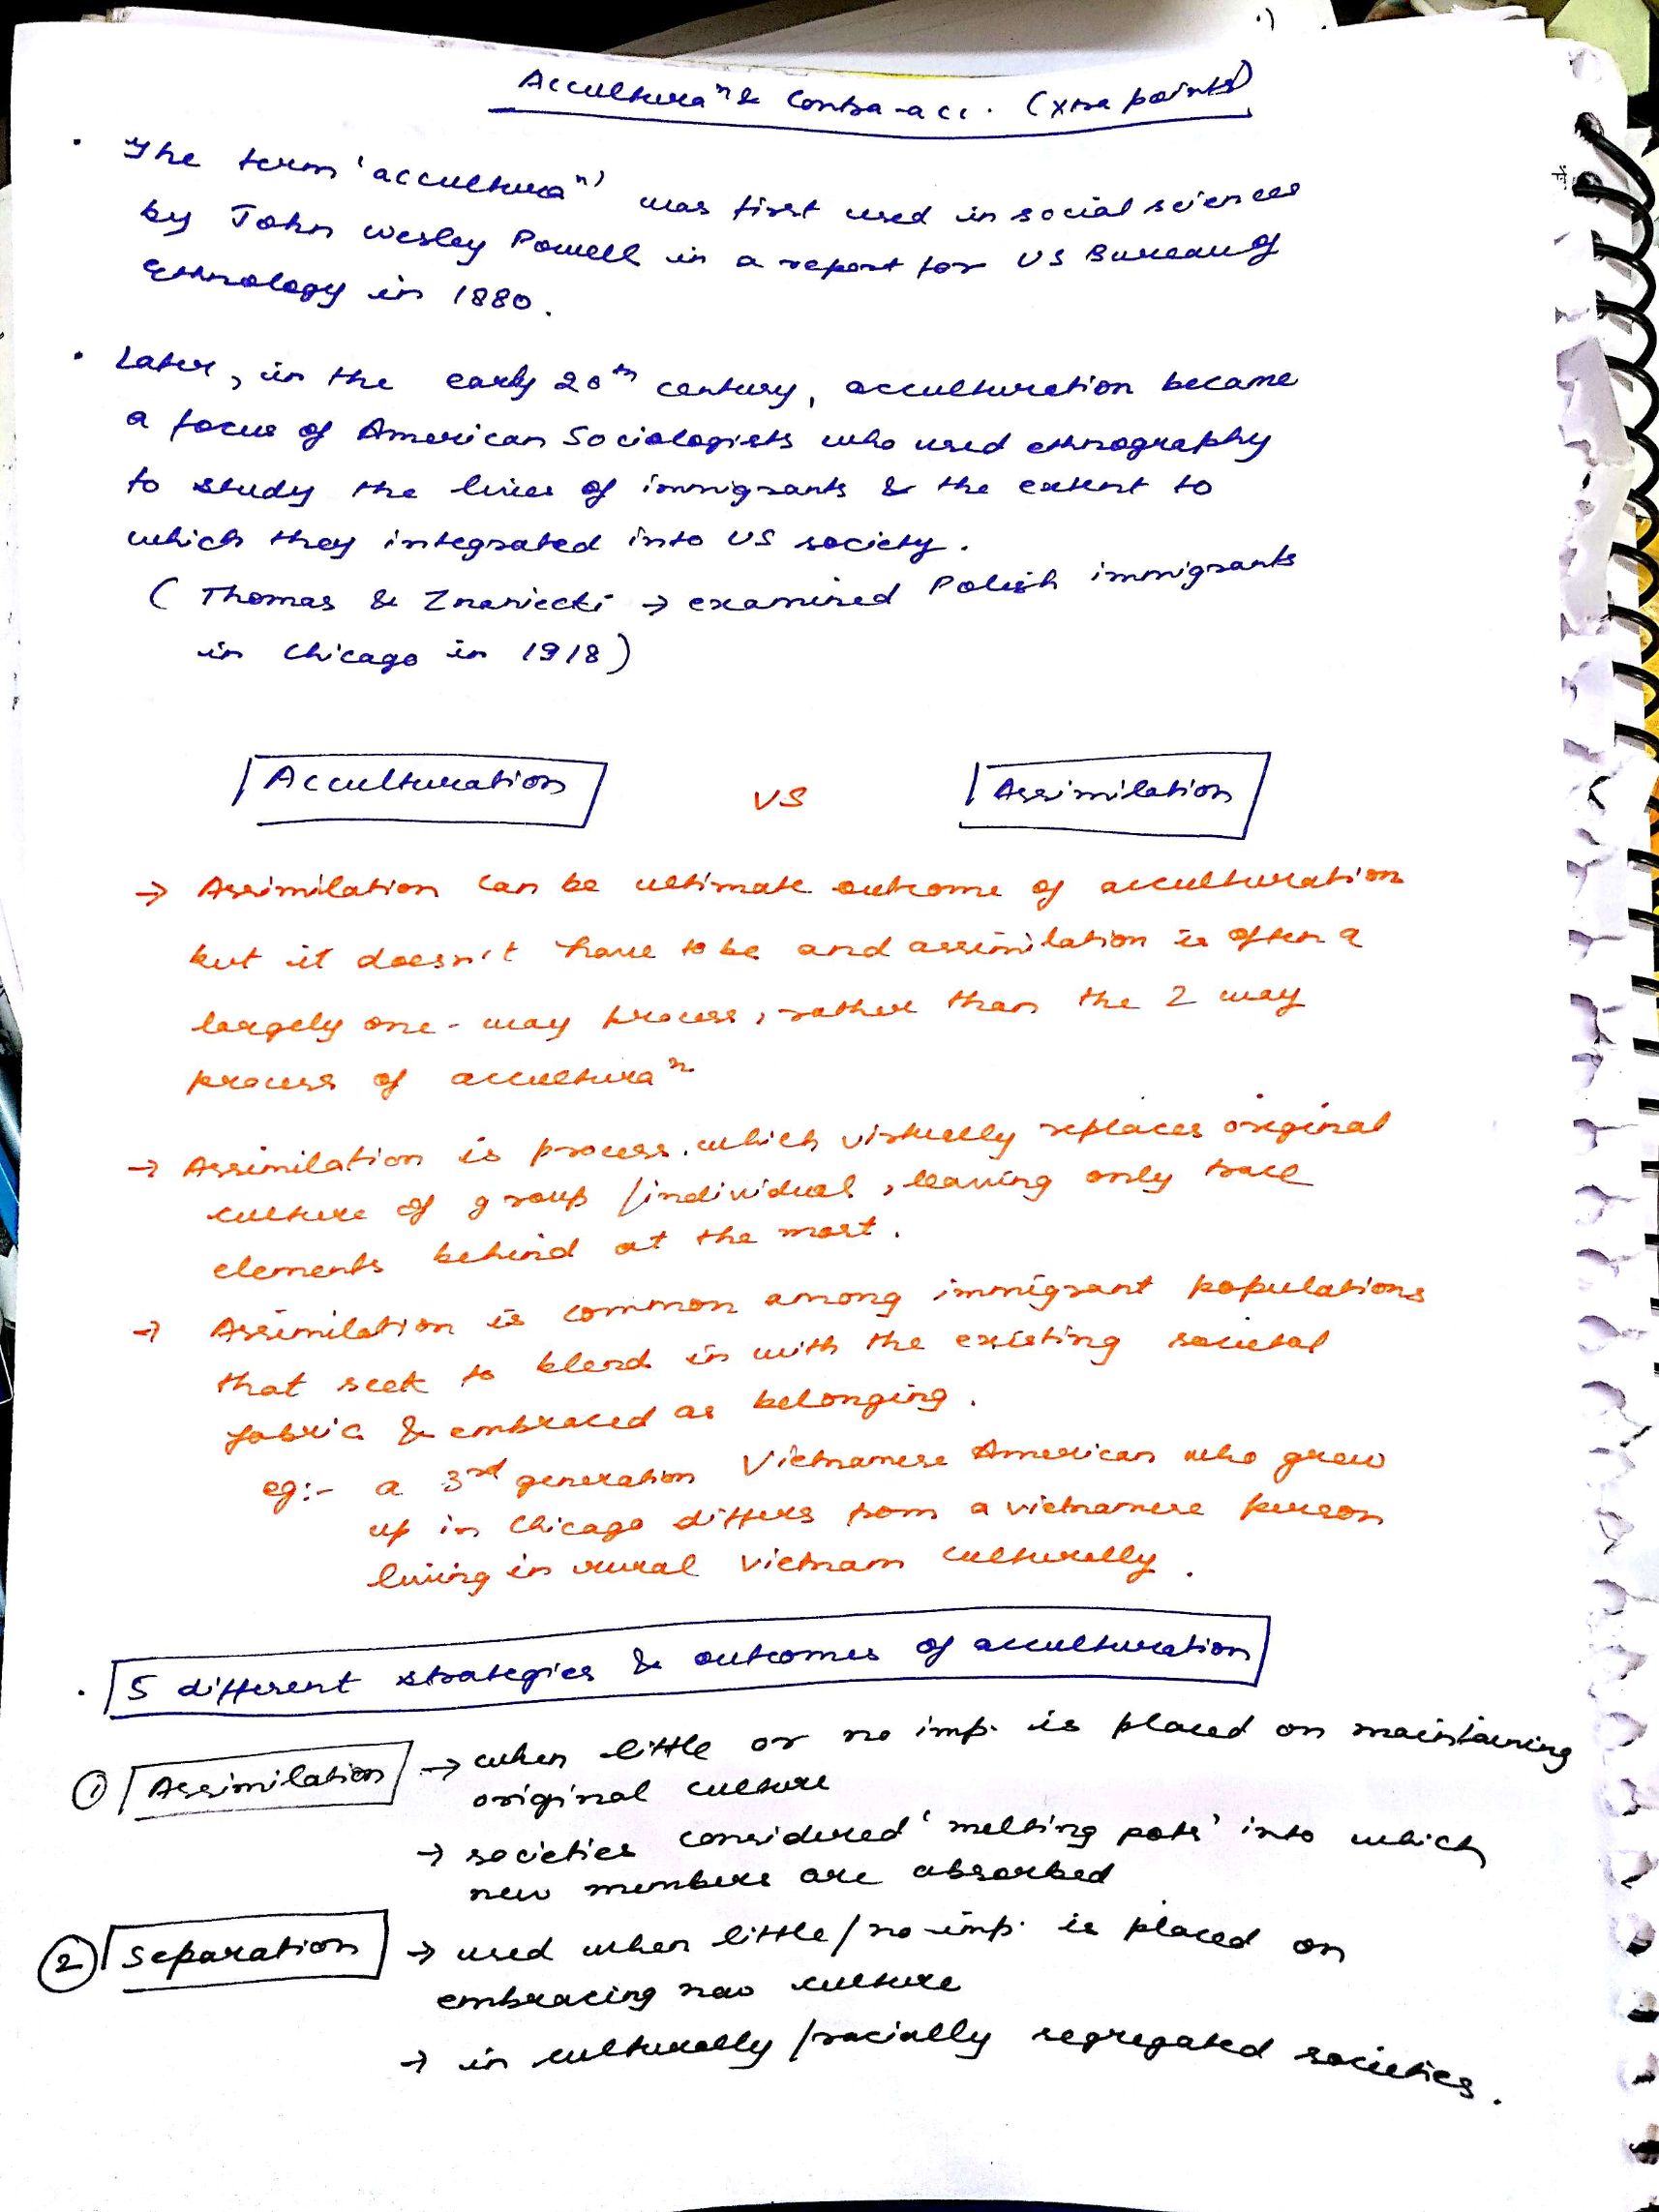 Acculturaⁿ & Contra-acc. (Xtra points)
• The term 'acculturaⁿ' was first used in social sciences
by John Wesley Powell in a report for US Bureau of
Ethnology in 1880.
• Later, in the early 20th century, acculturation became
a focus of American Sociologists who used ethnography
to study the lives of immigrants & the extent to
which they integrated into US society.
( Thomas & Znaniecki → examined Polish immigrants
in Chicago in 1918)
Acculturation VS Assimilation
→ Assimilation can be ultimate outcome of acculturation
but it doesn't have to be and assimilation is often a
largely one-way process, rather than the 2 way
process of acculturaⁿ
→ Assimilation is process which virtually replaces original
culture of group /individual, leaving only trace
elements behind at the most.
→ Assimilation is common among immigrant populations
that seek to blend in with the existing societal
fabric & embraced as belonging.
eg:- a 3rd generation Vietnamese American who grew
up in Chicago differs from a vietnamese person
living in rural Vietnam culturally.
• 5 different strategies & outcomes of acculturation
① Assimilation → when little or no imp. is placed on maintaining
original culture
→ societies considered 'melting pots' into which
new members are absorbed
② Separation → used when little/no imp. is placed on
embracing new culture
→ in culturally /racially segregated societies.